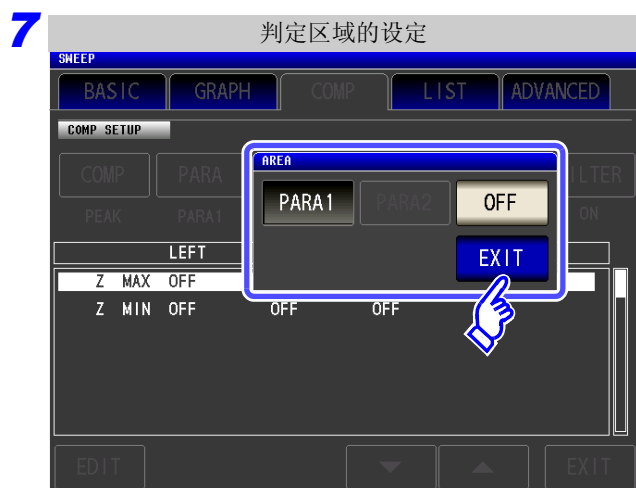 7
判定区域的设定
SWEEP
BASIC GRAPH COMP LIST ADVANCED
COMP SETUP
AREA
COMP PARA LTER
PARA1 PARA2 OFF
PEAK PARA1 ON
EXIT
LEFT
Z MAX OFF
Z MIN OFF OFF OFF
EDIT EXIT